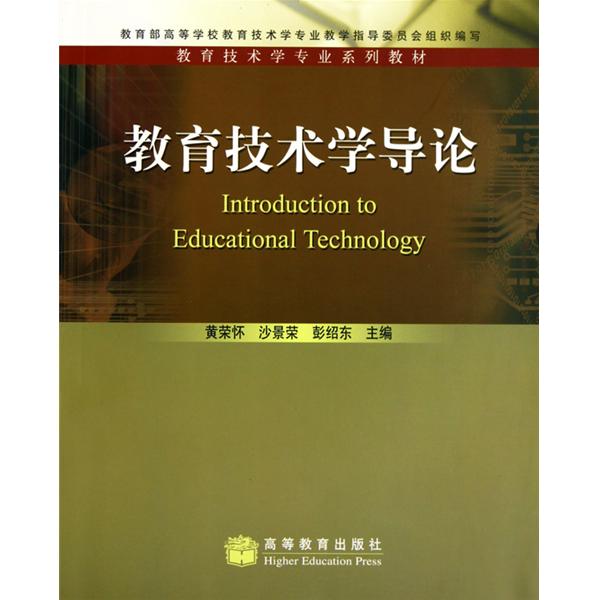 教育部高等学校教育技术学专业教学指导委员会组织编写
教育技术学专业系列教材
教育技术学导论
Introduction to
Educational Technology
黄荣怀 沙景荣 彭绍东 主编
高等教育出版社
Higher Education Press